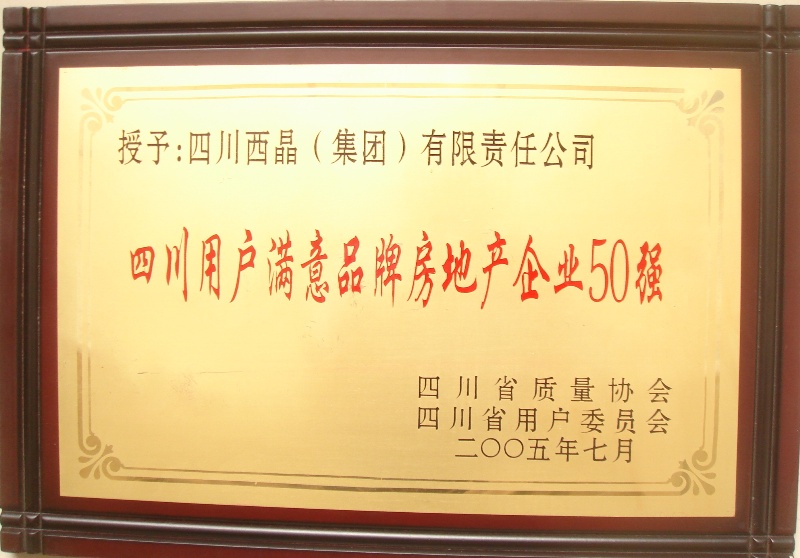 授予:四川西晶(集团)有限责任公司
四川用户满意品牌房地产企业50强
四川省质量协会
四川省用户委员会
二〇〇五年七月